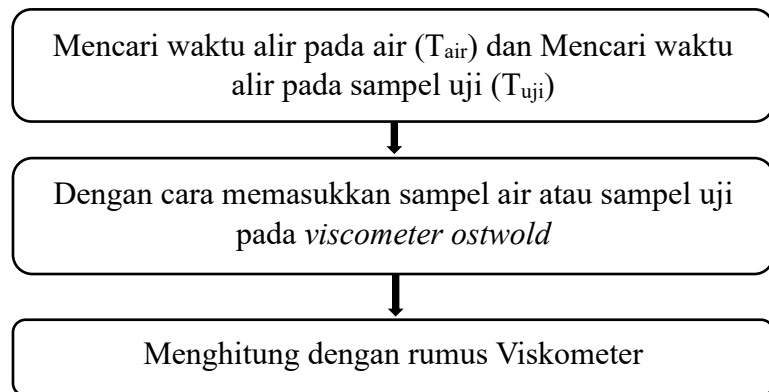 Mencari waktu alir pada air (Tair) dan Mencari waktu
alir pada sampel uji (Tuji)
Dengan cara memasukkan sampel air atau sampel uji
pada viscometer ostwold
Menghitung dengan rumus Viskometer